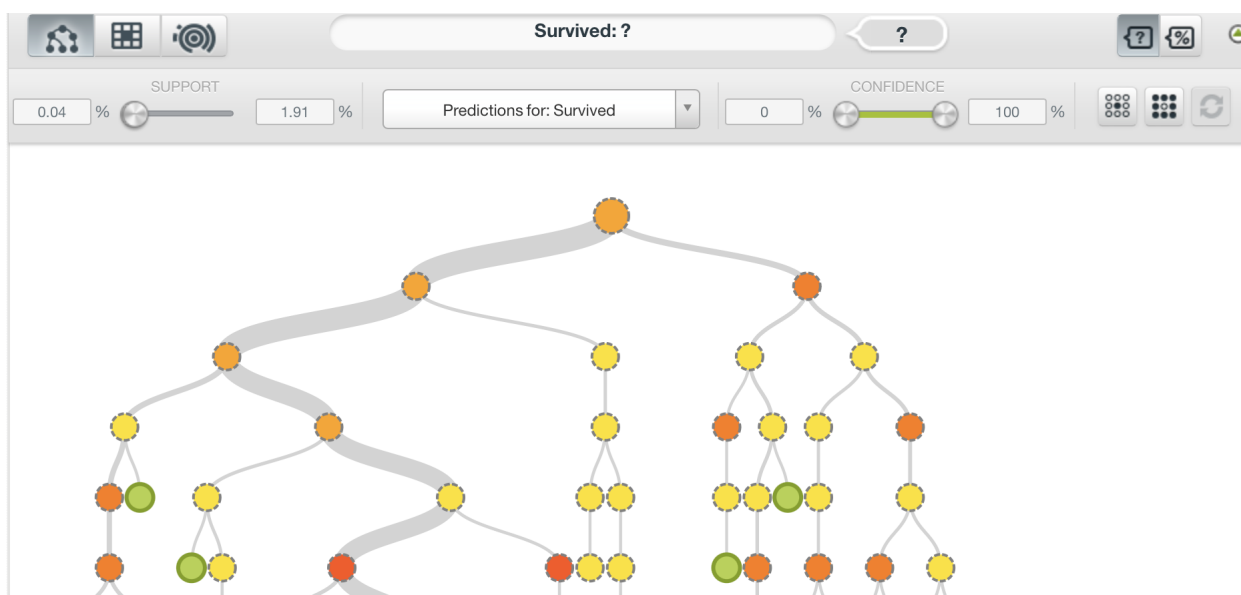 Survived: ?
?
{?
{%
SUPPORT
CONFIDENCE
0.04 %
1.91 %
Predictions for: Survived
0 %
100 %